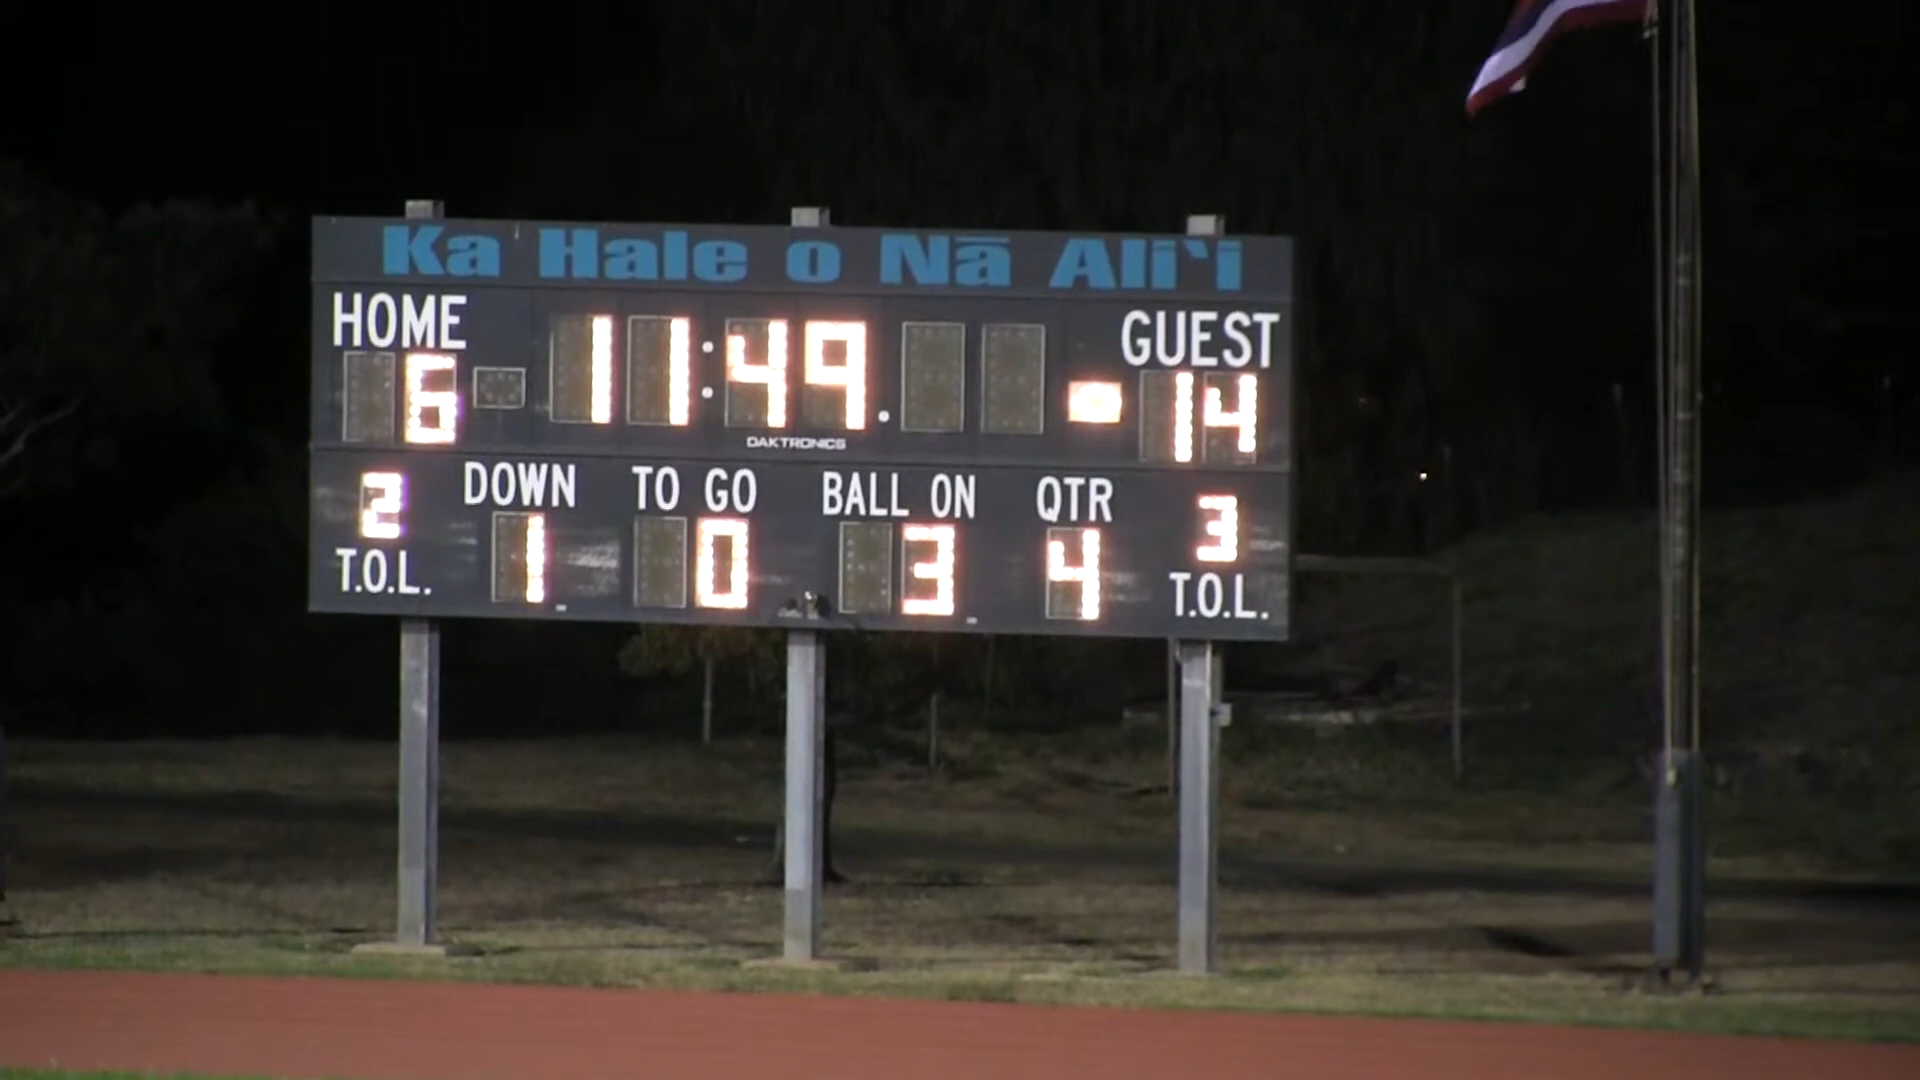 Ka Hale o Nā Aliʻi
HOME 11:49. GUEST
6 14
DAKTRONICS
DOWN TO GO BALL ON QTR
2 1 0 3 4 3
T.O.L. T.O.L.